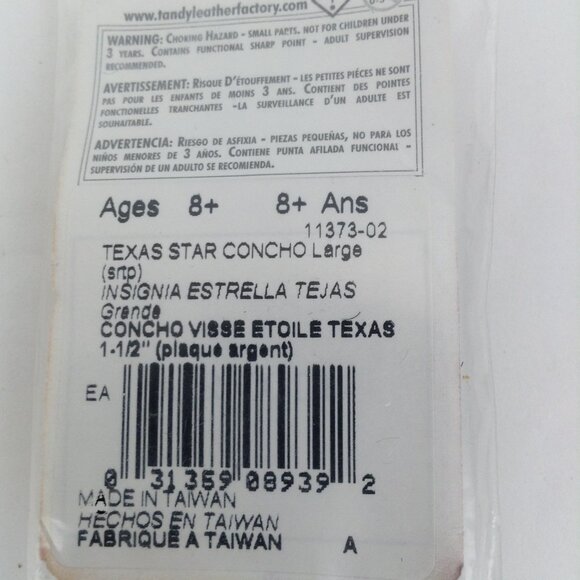 www.tandyleatherfactory.com
WARNING: CHOKING HAZARD - SMALL PARTS. NOT FOR CHILDREN UNDER
3 YEARS. CONTAINS FUNCTIONAL SHARP POINT - ADULT SUPERVISION
RECOMMENDED.
AVERTISSEMENT: RISQUE D'ÉTOUFFEMENT - LES PETITES PIÈCES NE SONT
PAS POUR LES ENFANTS DE MOINS 3 ANS. CONTIENT DES POINTES
FONCTIONELLES TRANCHANTES -LA SURVEILLANCE D'UN ADULTE EST
SOUHAITABLE.
ADVERTENCIA: RIESGO DE ASFIXIA - PIEZAS PEQUEÑAS, NO PARA LOS
NIÑOS MENORES DE 3 AÑOS. CONTIENE PUNTA AFILADA FUNCIONAL -
SUPERVISIÓN DE UN ADULTO SE RECOMIENDA.
Ages 8+ 8+ Ans
11373-02
TEXAS STAR CONCHO Large
(srtp)
INSIGNIA ESTRELLA TEJAS
Grande
CONCHO VISSE ETOILE TEXAS
1-1/2" (plaque argent)
EA
0 31369 08939 2
MADE IN TAIWAN
HECHOS EN TAIWAN
FABRIQUE A TAIWAN A